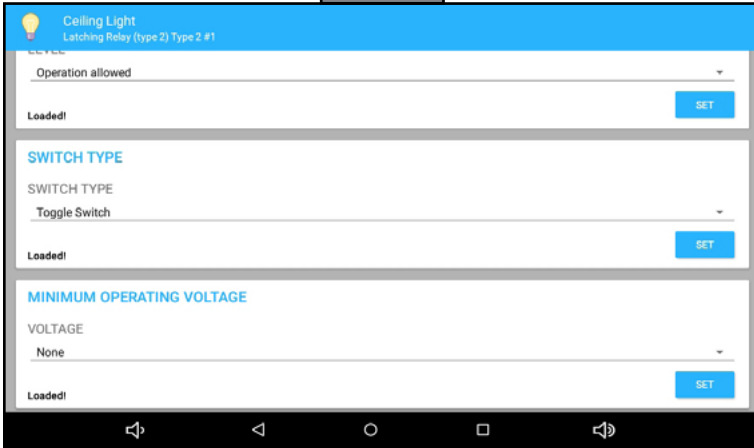 Ceiling Light
Latching Relay (type 2) Type 2 #1
LEVEL
Operation allowed
SET
Loaded!
SWITCH TYPE
SWITCH TYPE
Toggle Switch
SET
Loaded!
MINIMUM OPERATING VOLTAGE
VOLTAGE
None
SET
Loaded!